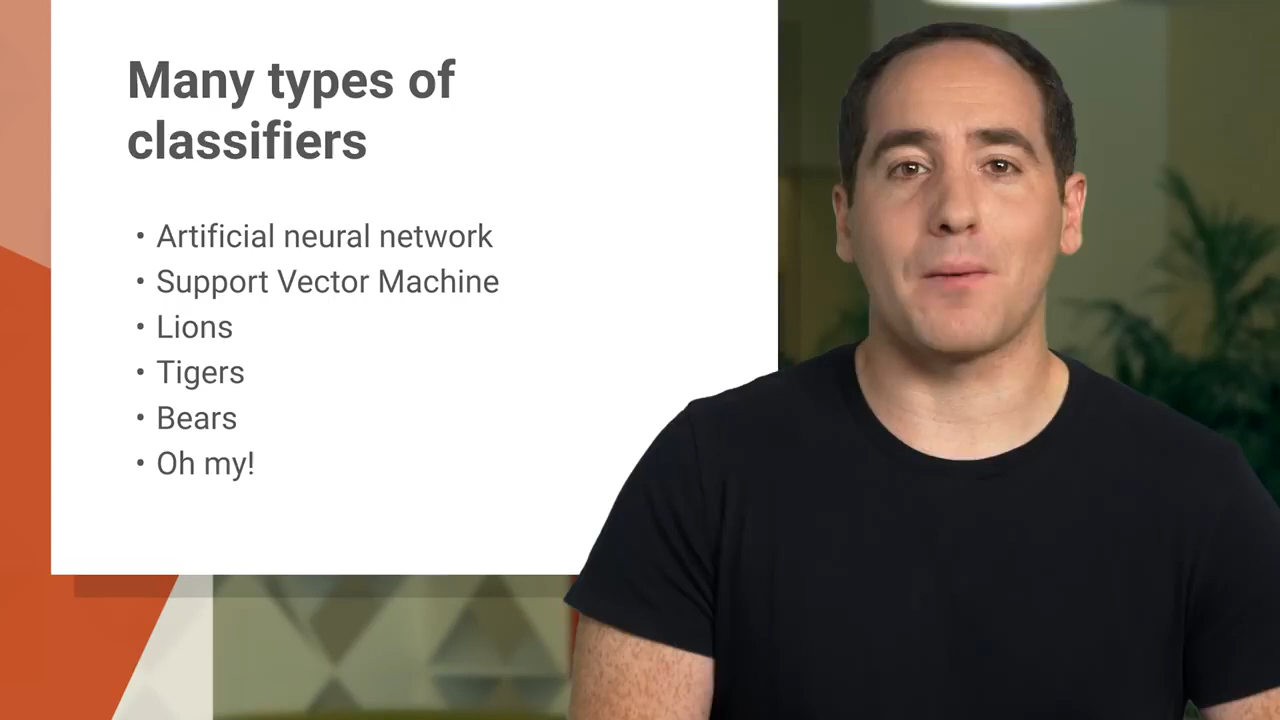 Many types of
classifiers
• Artificial neural network
• Support Vector Machine
• Lions
• Tigers
• Bears
• Oh my!